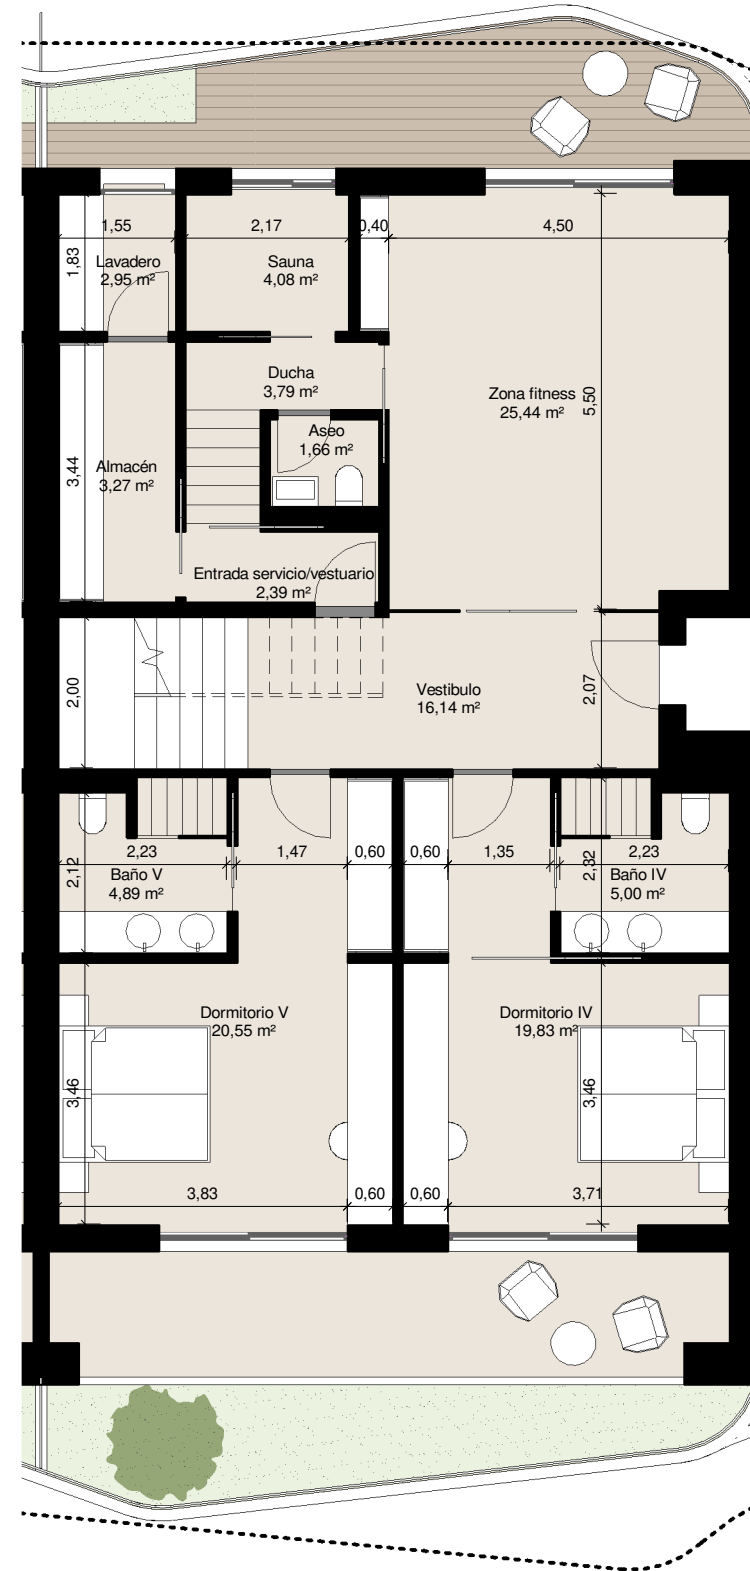 1,55
2,17
0,40
4,50
1,83
Lavadero
2,95 m²
Sauna
4,08 m²
Ducha
3,79 m²
Zona fitness
25,44 m²
5,50
Aseo
1,66 m²
3,44
Almacén
3,27 m²
Entrada servicio/vestuario
2,39 m²
2,00
Vestibulo
16,14 m²
2,07
2,23
1,47
0,60
0,60
1,35
2,32
2,23
2,12
Baño V
4,89 m²
Baño IV
5,00 m²
Dormitorio V
20,55 m²
Dormitorio IV
19,83 m²
3,46
3,46
3,83
0,60
0,60
3,71